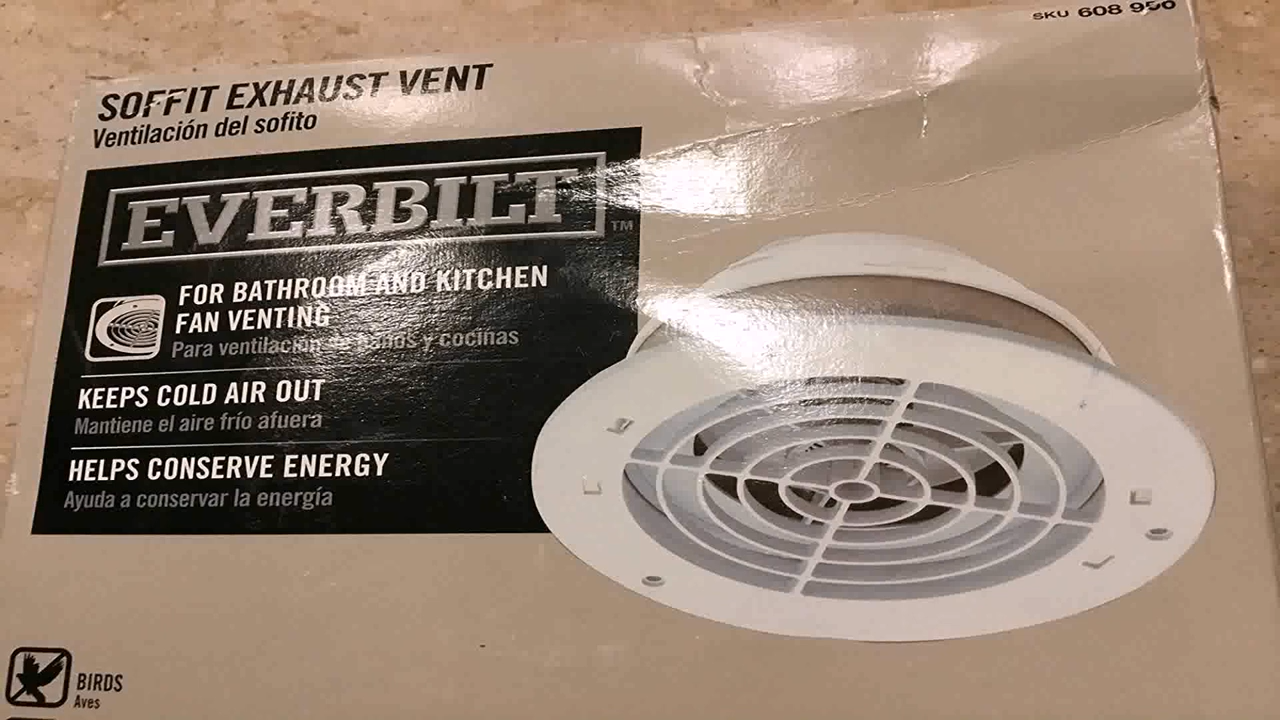 SKU 608 950
SOFFIT EXHAUST VENT
Ventilación del sofito
EVERBILT
TM
FOR BATHROOM AND KITCHEN
FAN VENTING
Para ventilación de baños y cocinas
KEEPS COLD AIR OUT
Mantiene el aire frío afuera
HELPS CONSERVE ENERGY
Ayuda a conservar la energía
BIRDS
Aves